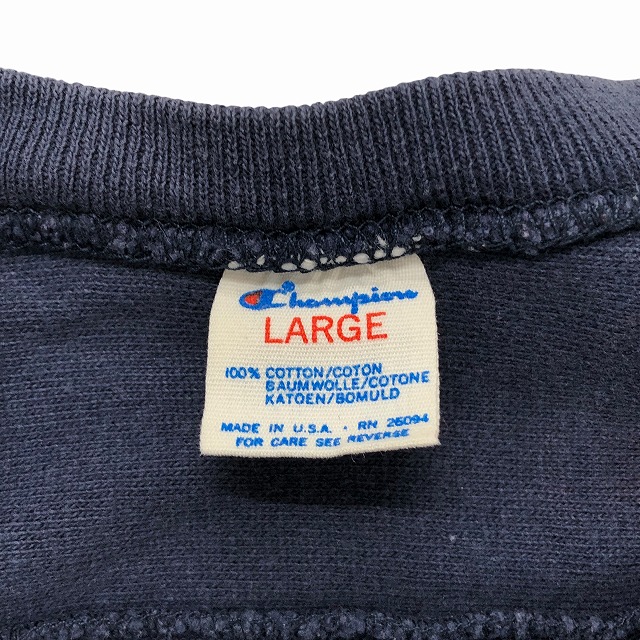 Champion
LARGE
100% COTTON/COTON
BAUMWOLLE/COTONE
KATOEN/BOMULD
MADE IN U.S.A. · RN 26094
FOR CARE SEE REVERSE